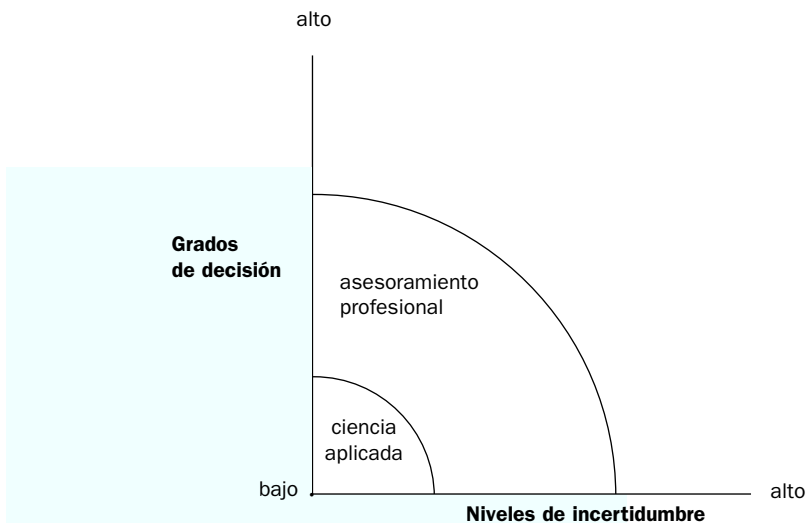 alto
Grados
de decisión
asesoramiento
profesional
ciencia
aplicada
bajo
alto
Niveles de incertidumbre